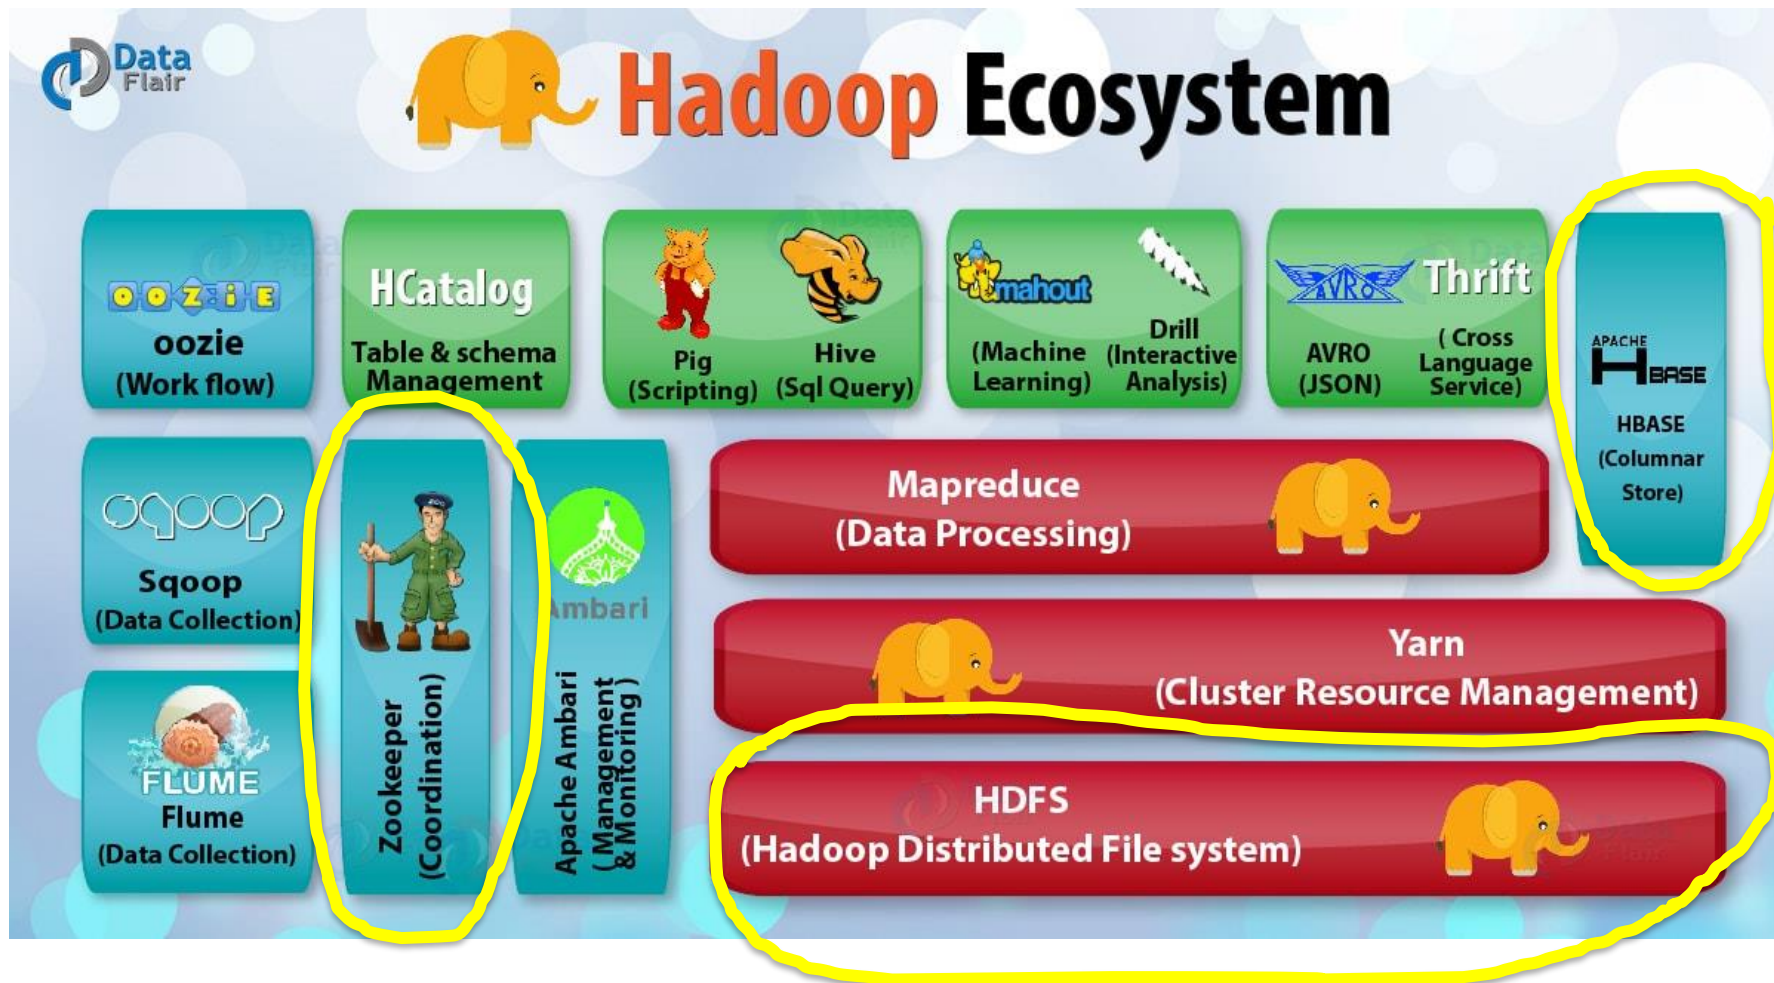 Data
Flair
Hadoop Ecosystem
OOZiE
oozie
(Work flow)
HCatalog
Table & schema
Management
Pig
(Scripting)
Hive
(Sql Query)
mahout
(Machine
Learning)
Drill
(Interactive
Analysis)
AVRO
AVRO
(JSON)
Thrift
( Cross
Language
Service)
APACHE
HBASE
HBASE
(Columnar
Store)
sqoop
Sqoop
(Data Collection)
ZOO
Zookeeper
(Coordination)
Ambari
Apache Ambari
( Management
& Monitoring )
Mapreduce
(Data Processing)
Yarn
(Cluster Resource Management)
FLUME
Flume
(Data Collection)
HDFS
(Hadoop Distributed File system)